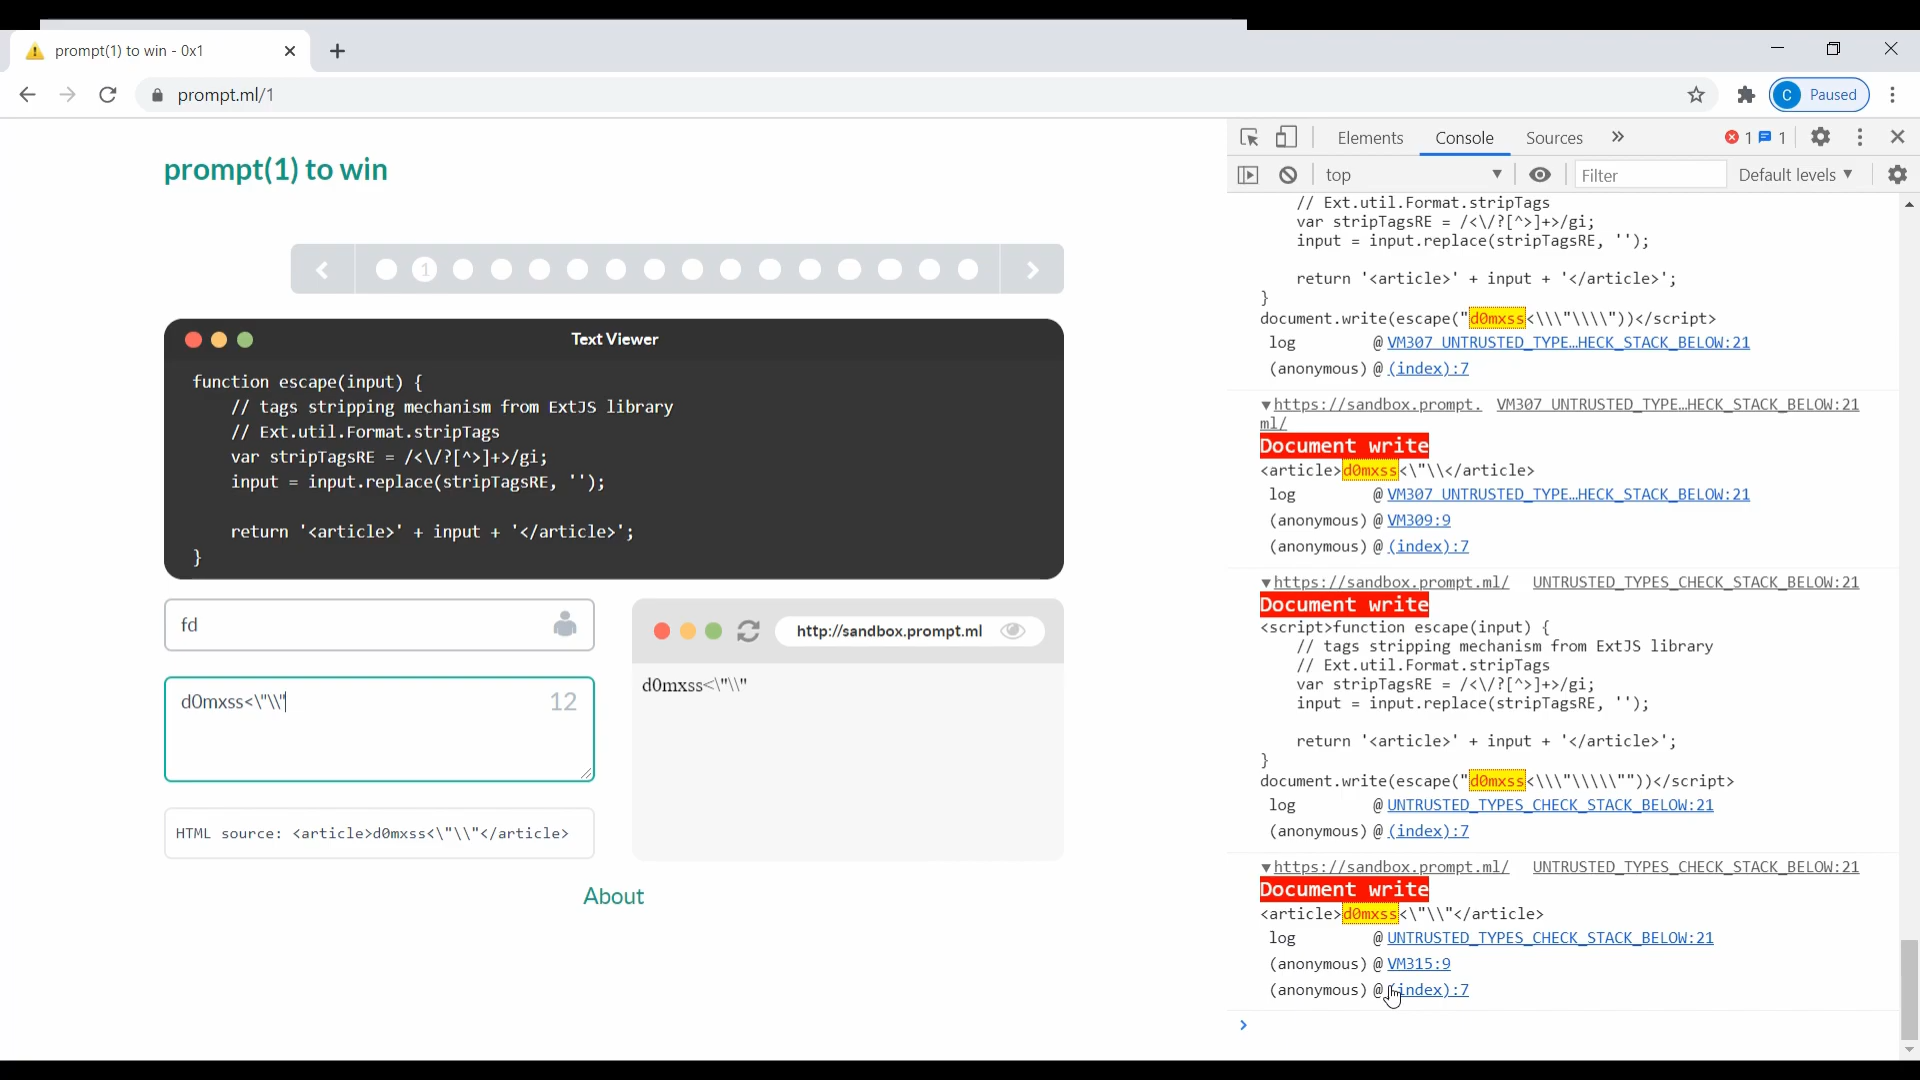 prompt(1) to win - 0x1
prompt.ml/1
C Paused
prompt(1) to win
1
Text Viewer
function escape(input) {
// tags stripping mechanism from ExtJS library
// Ext.util.Format.stripTags
var stripTagsRE = /<\/?[^>]+>/gi;
input = input.replace(stripTagsRE, '');
return '<article>' + input + '</article>';
}
fd
d0mxss<\"\\"
12
HTML source: <article>d0mxss<\"\\"</article>
http://sandbox.prompt.ml
d0mxss<\"\\"
About
Elements Console Sources » 1 1
top Filter Default levels
// Ext.util.Format.stripTags
var stripTagsRE = /<\/?[^>]+>/gi;
input = input.replace(stripTagsRE, '');
return '<article>' + input + '</article>';
}
document.write(escape("d0mxss<\\\"\\\\"))</script>
log @ VM307 UNTRUSTED_TYPE…HECK_STACK_BELOW:21
(anonymous) @ (index):7
https://sandbox.prompt. VM307 UNTRUSTED_TYPE…HECK_STACK_BELOW:21
ml/
Document write
<article>d0mxss<\"\\</article>
log @ VM307 UNTRUSTED_TYPE…HECK_STACK_BELOW:21
(anonymous) @ VM309:9
(anonymous) @ (index):7
https://sandbox.prompt.ml/ UNTRUSTED_TYPES_CHECK_STACK_BELOW:21
Document write
<script>function escape(input) {
// tags stripping mechanism from ExtJS library
// Ext.util.Format.stripTags
var stripTagsRE = /<\/?[^>]+>/gi;
input = input.replace(stripTagsRE, '');
return '<article>' + input + '</article>';
}
document.write(escape("d0mxss<\\\"\\\\\""))</script>
log @ UNTRUSTED_TYPES_CHECK_STACK_BELOW:21
(anonymous) @ (index):7
https://sandbox.prompt.ml/ UNTRUSTED_TYPES_CHECK_STACK_BELOW:21
Document write
<article>d0mxss<\"\\"</article>
log @ UNTRUSTED_TYPES_CHECK_STACK_BELOW:21
(anonymous) @ VM315:9
(anonymous) @ (index):7